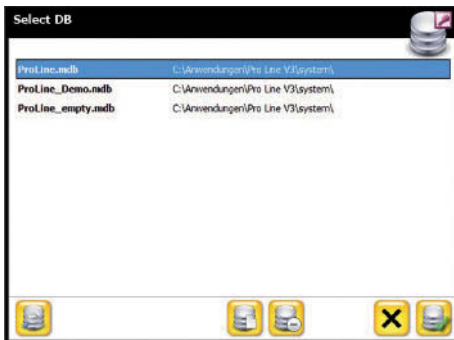 Select DB
ProLine.mdb C:\Anwendungen\Pro Line V3\system\
ProLine_Demo.mdb C:\Anwendungen\Pro Line V3\system\
ProLine_empty.mdb C:\Anwendungen\Pro Line V3\system\